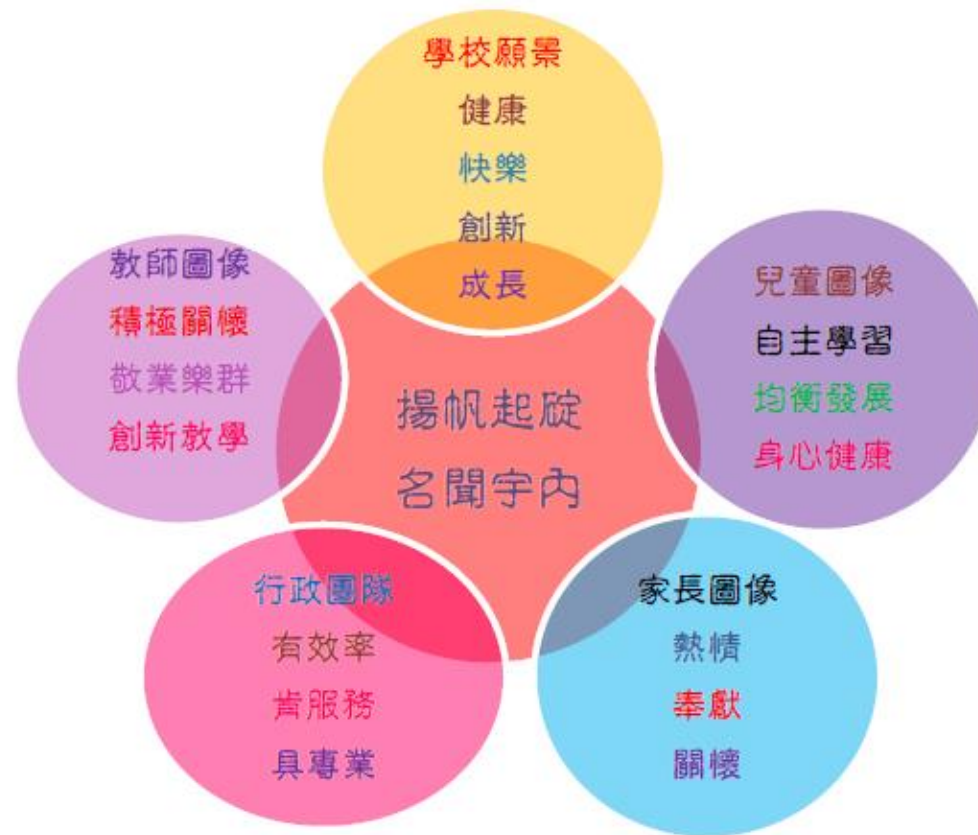 學校願景
健康
快樂
創新
成長
教師圖像
積極關懷
敬業樂群
創新教學
兒童圖像
自主學習
均衡發展
身心健康
揚帆起碇
名聞宇內
行政團隊
有效率
肯服務
具專業
家長圖像
熱情
奉獻
關懷